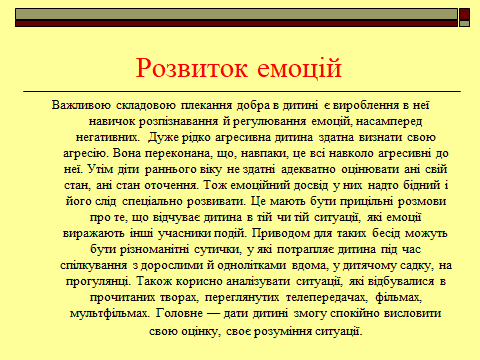 Розвиток емоцій
Важливою складовою плекання добра в дитині є вироблення в неї
навичок розпізнавання й регулювання емоцій, насамперед
негативних. Дуже рідко агресивна дитина здатна визнати свою
агресію. Вона переконана, що, навпаки, це всі навколо агресивні до
неї. Утім діти раннього віку не здатні адекватно оцінювати ані свій
стан, ані стан оточення. Тож емоційний досвід у них надто бідний і
його слід спеціально розвивати. Це мають бути прицільні розмови
про те, що відчуває дитина в тій чи тій ситуації, які емоції
виражають інші учасники подій. Приводом для таких бесід можуть
бути різноманітні сутички, у які потрапляє дитина під час
спілкування з дорослими й однолітками вдома, у дитячому садку, на
прогулянці. Також корисно аналізувати ситуації, які відбувалися в
прочитаних творах, переглянутих телепередачах, фільмах,
мультфільмах. Головне — дати дитині змогу спокійно висловити
свою оцінку, своє розуміння ситуації.